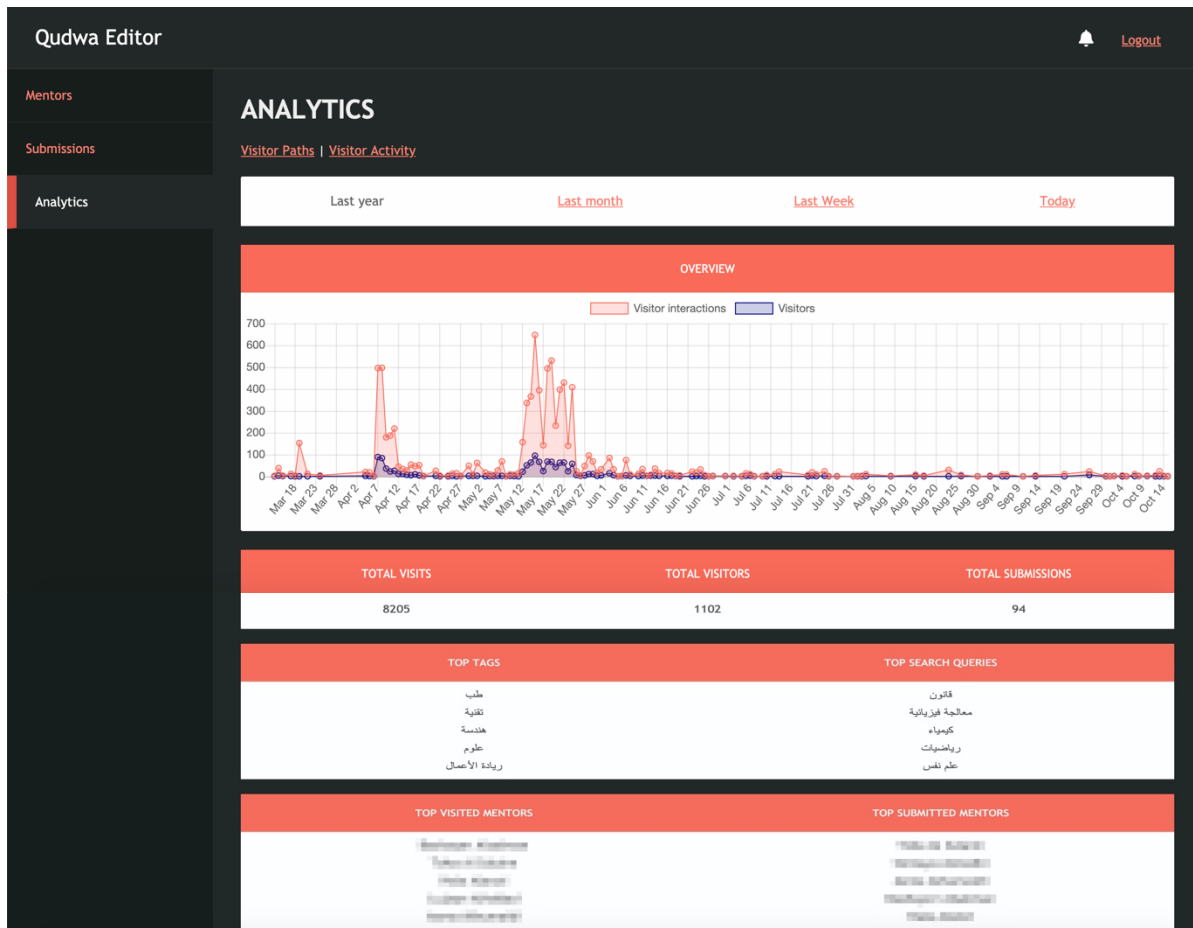 Qudwa Editor
Logout
Mentors
Submissions
Analytics
ANALYTICS
Visitor Paths | Visitor Activity
Last year Last month Last Week Today
OVERVIEW
Visitor interactions Visitors
700
600
500
400
300
200
100
0
Mar 18 Mar 23 Mar 28 Apr 2 Apr 7 Apr 12 Apr 17 Apr 22 Apr 27 May 2 May 7 May 12 May 17 May 22 May 27 Jun 1 Jun 6 Jun 11 Jun 16 Jun 21 Jun 26 Jul 1 Jul 6 Jul 11 Jul 16 Jul 21 Jul 26 Jul 31 Aug 5 Aug 10 Aug 15 Aug 20 Aug 25 Aug 30 Sep 4 Sep 9 Sep 14 Sep 19 Sep 24 Sep 29 Oct 4 Oct 9 Oct 14
TOTAL VISITS TOTAL VISITORS TOTAL SUBMISSIONS
8205 1102 94
TOP TAGS TOP SEARCH QUERIES
طب قانون
تقنية معالجة فيزيائية
هندسة كيمياء
علوم رياضيات
ريادة الأعمال علم نفس
TOP VISITED MENTORS TOP SUBMITTED MENTORS